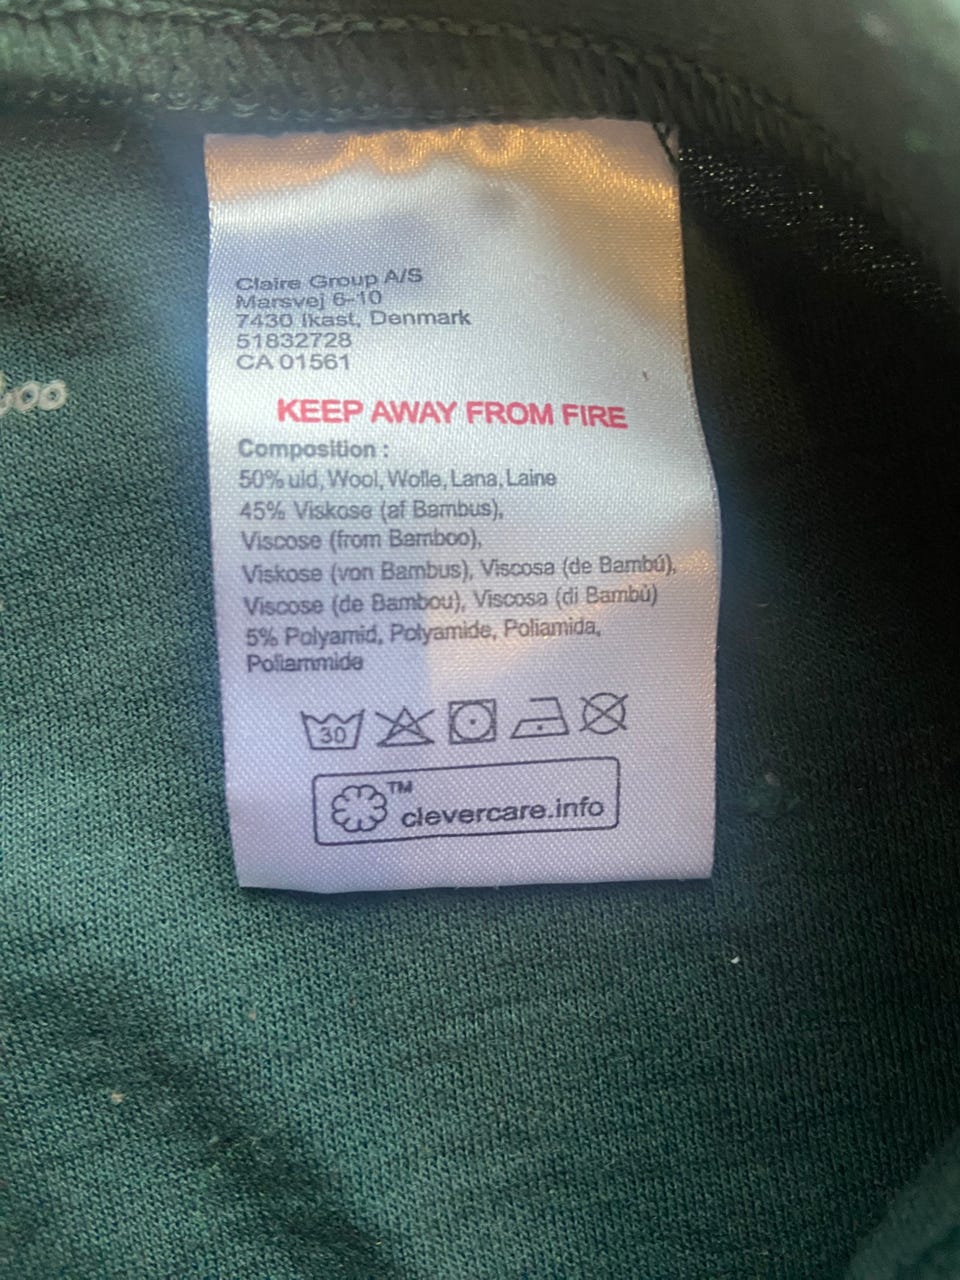 Claire Group A/S
Marsvej 6-10
7430 Ikast, Denmark
51832728
CA 01561
KEEP AWAY FROM FIRE
Composition :
50% uld, Wool, Wolle, Lana, Laine
45% Viskose (af Bambus),
Viscose (from Bamboo),
Viskose (von Bambus), Viscosa (de Bambú),
Viscose (de Bambou), Viscosa (di Bambù)
5% Polyamid, Polyamide, Poliamida,
Poliammide
30
TM
clevercare.info